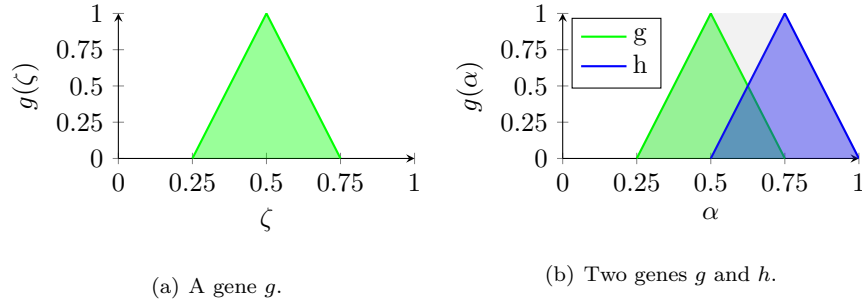 1
0.75
0.5
0.25
0
g(ζ)
0 0.25 0.5 0.75 1
ζ
(a) A gene g.
1
0.75
0.5
0.25
0
g(α)
g
h
0 0.25 0.5 0.75 1
α
(b) Two genes g and h.